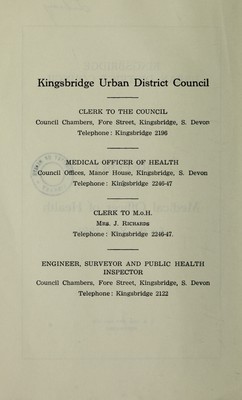 Kingsbridge Urban District Council
CLERK TO THE COUNCIL
Council Chambers, Fore Street, Kingsbridge, S. Devon
Telephone: Kingsbridge 2196
MEDICAL OFFICER OF HEALTH
Council Offices, Manor House, Kingsbridge, S. Devon
Telephone: Kingsbridge 2246-47
CLERK TO M.o.H.
MRS. J. RICHARDS
Telephone: Kingsbridge 2246-47.
ENGINEER, SURVEYOR AND PUBLIC HEALTH
INSPECTOR
Council Chambers, Fore Street, Kingsbridge, S. Devon
Telephone: Kingsbridge 2122